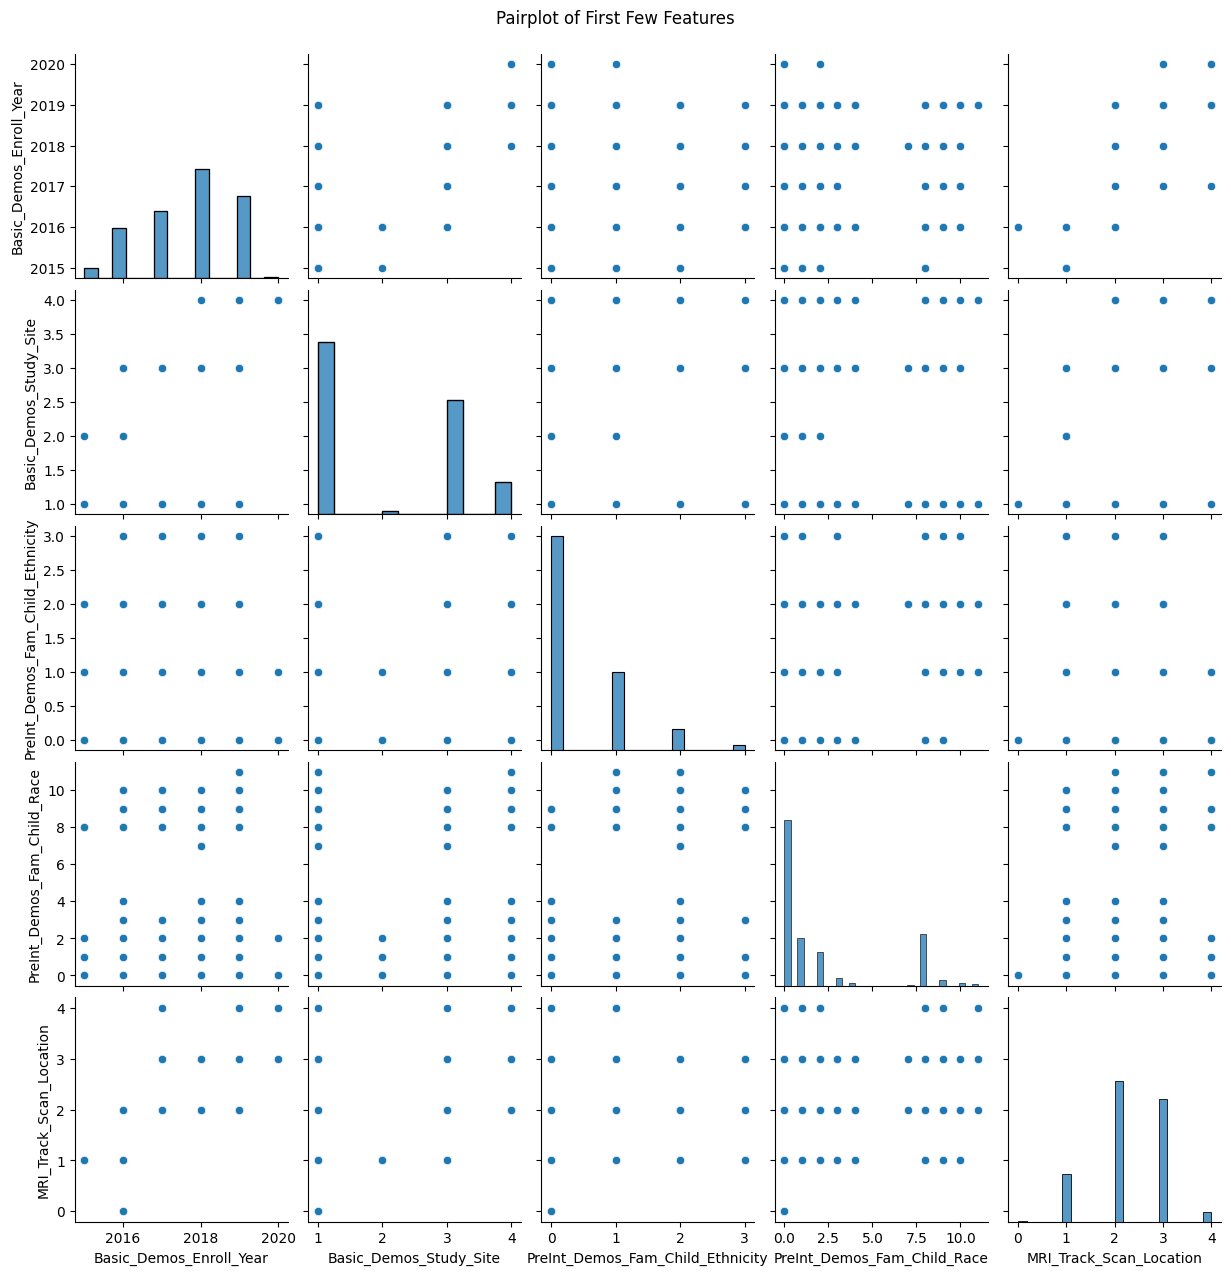 Pairplot of First Few Features
Basic_Demos_Enroll_Year
2020
2019
2018
2017
2016
2015
Basic_Demos_Study_Site
4.0
3.5
3.0
2.5
2.0
1.5
1.0
PreInt_Demos_Fam_Child_Ethnicity
3.0
2.5
2.0
1.5
1.0
0.5
0.0
PreInt_Demos_Fam_Child_Race
10
8
6
4
2
0
MRI_Track_Scan_Location
4
3
2
1
0
2016 2018 2020
1 2 3 4
0 1 2 3
0.0 2.5 5.0 7.5 10.0
0 1 2 3 4
Basic_Demos_Enroll_Year
Basic_Demos_Study_Site
PreInt_Demos_Fam_Child_Ethnicity
PreInt_Demos_Fam_Child_Race
MRI_Track_Scan_Location